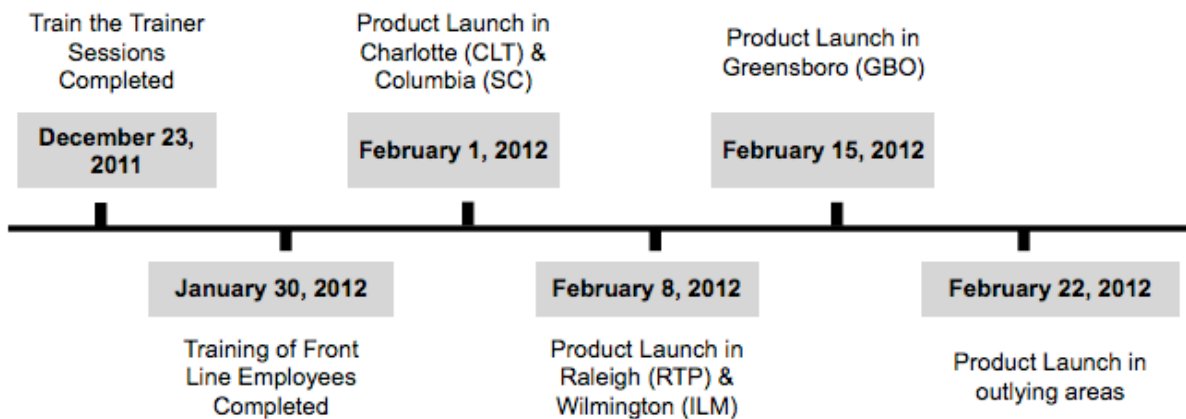 Train the Trainer
Sessions
Completed
December 23,
2011
January 30, 2012
Training of Front
Line Employees
Completed
Product Launch in
Charlotte (CLT) &
Columbia (SC)
February 1, 2012
February 8, 2012
Product Launch in
Raleigh (RTP) &
Wilmington (ILM)
Product Launch in
Greensboro (GBO)
February 15, 2012
February 22, 2012
Product Launch in
outlying areas